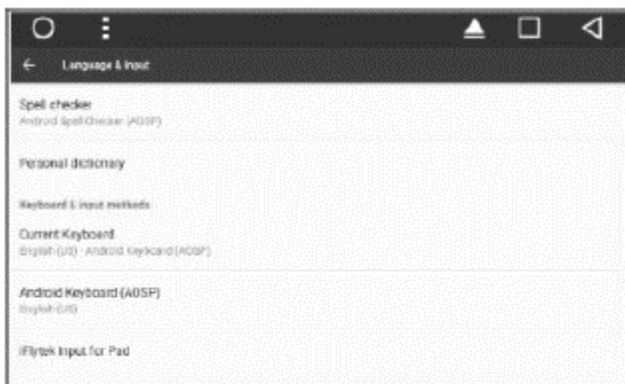 Language & Input
Spell checker
Android Spell Checker (AOSP)
Personal dictionary
Keyboard & input methods
Current Keyboard
English (US) - Android Keyboard (AOSP)
Android Keyboard (AOSP)
English (US)
iFlytek Input for Pad